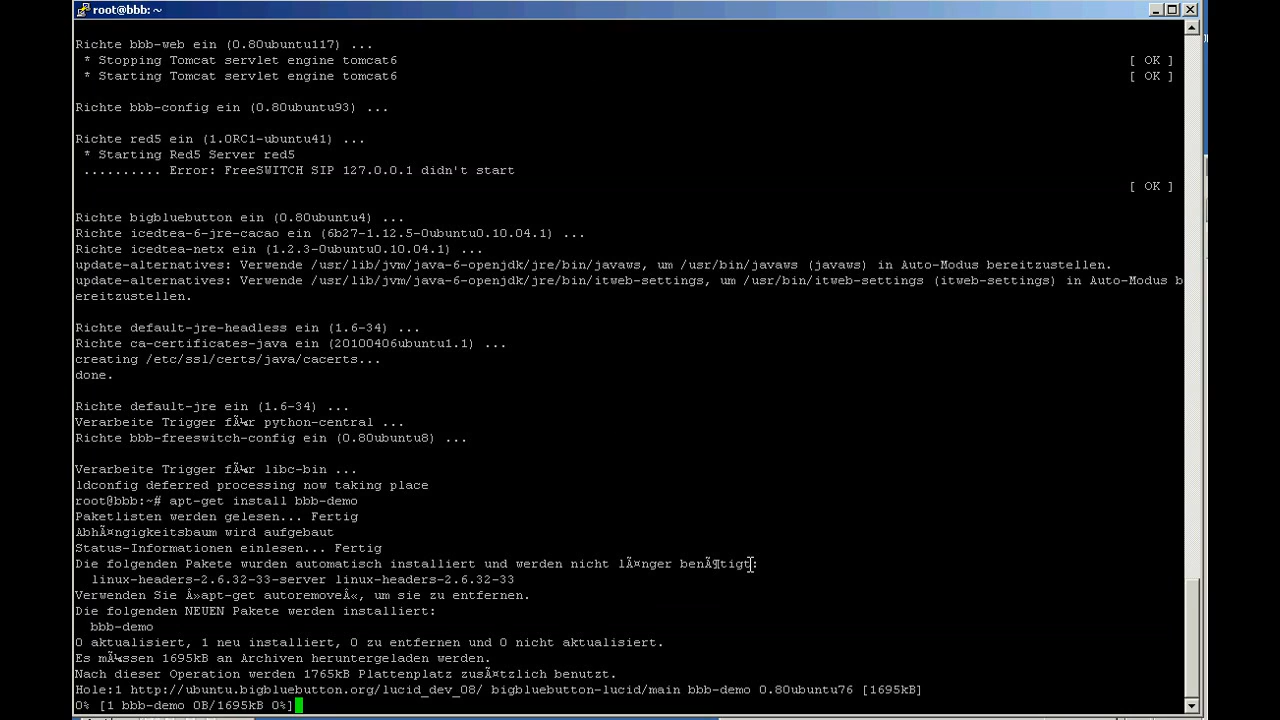 root@bbb: ~
Richte bbb-web ein (0.80ubuntu117) ...
* Stopping Tomcat servlet engine tomcat6 [ OK ]
* Starting Tomcat servlet engine tomcat6 [ OK ]
Richte bbb-config ein (0.80ubuntu93) ...
Richte red5 ein (1.0RC1-ubuntu41) ...
* Starting Red5 Server red5
.......... Error: FreeSWITCH SIP 127.0.0.1 didn't start
[ OK ]
Richte bigbluebutton ein (0.80ubuntu4) ...
Richte icedtea-6-jre-cacao ein (6b27-1.12.5-0ubuntu0.10.04.1) ...
Richte icedtea-netx ein (1.2.3-0ubuntu0.10.04.1) ...
update-alternatives: Verwende /usr/lib/jvm/java-6-openjdk/jre/bin/javaws, um /usr/bin/javaws (javaws) in Auto-Modus bereitzustellen.
update-alternatives: Verwende /usr/lib/jvm/java-6-openjdk/jre/bin/itweb-settings, um /usr/bin/itweb-settings (itweb-settings) in Auto-Modus b
ereitzustellen.
Richte default-jre-headless ein (1.6-34) ...
Richte ca-certificates-java ein (20100406ubuntu1.1) ...
creating /etc/ssl/certs/java/cacerts...
done.
Richte default-jre ein (1.6-34) ...
Verarbeite Trigger fÃ¼r python-central ...
Richte bbb-freeswitch-config ein (0.80ubuntu8) ...
Verarbeite Trigger fÃ¼r libc-bin ...
ldconfig deferred processing now taking place
root@bbb:~# apt-get install bbb-demo
Paketlisten werden gelesen... Fertig
AbhÃ¤ngigkeitsbaum wird aufgebaut
Status-Informationen einlesen... Fertig
Die folgenden Pakete wurden automatisch installiert und werden nicht lÃ¤nger benÃ¶tigt:
linux-headers-2.6.32-33-server linux-headers-2.6.32-33
Verwenden Sie Â»apt-get autoremoveÂ«, um sie zu entfernen.
Die folgenden NEUEN Pakete werden installiert:
bbb-demo
0 aktualisiert, 1 neu installiert, 0 zu entfernen und 0 nicht aktualisiert.
Es mÃ¼ssen 1695kB an Archiven heruntergeladen werden.
Nach dieser Operation werden 1765kB Plattenplatz zusÃ¤tzlich benutzt.
Hole:1 http://ubuntu.bigbluebutton.org/lucid_dev_08/ bigbluebutton-lucid/main bbb-demo 0.80ubuntu76 [1695kB]
0% [1 bbb-demo 0B/1695kB 0%]